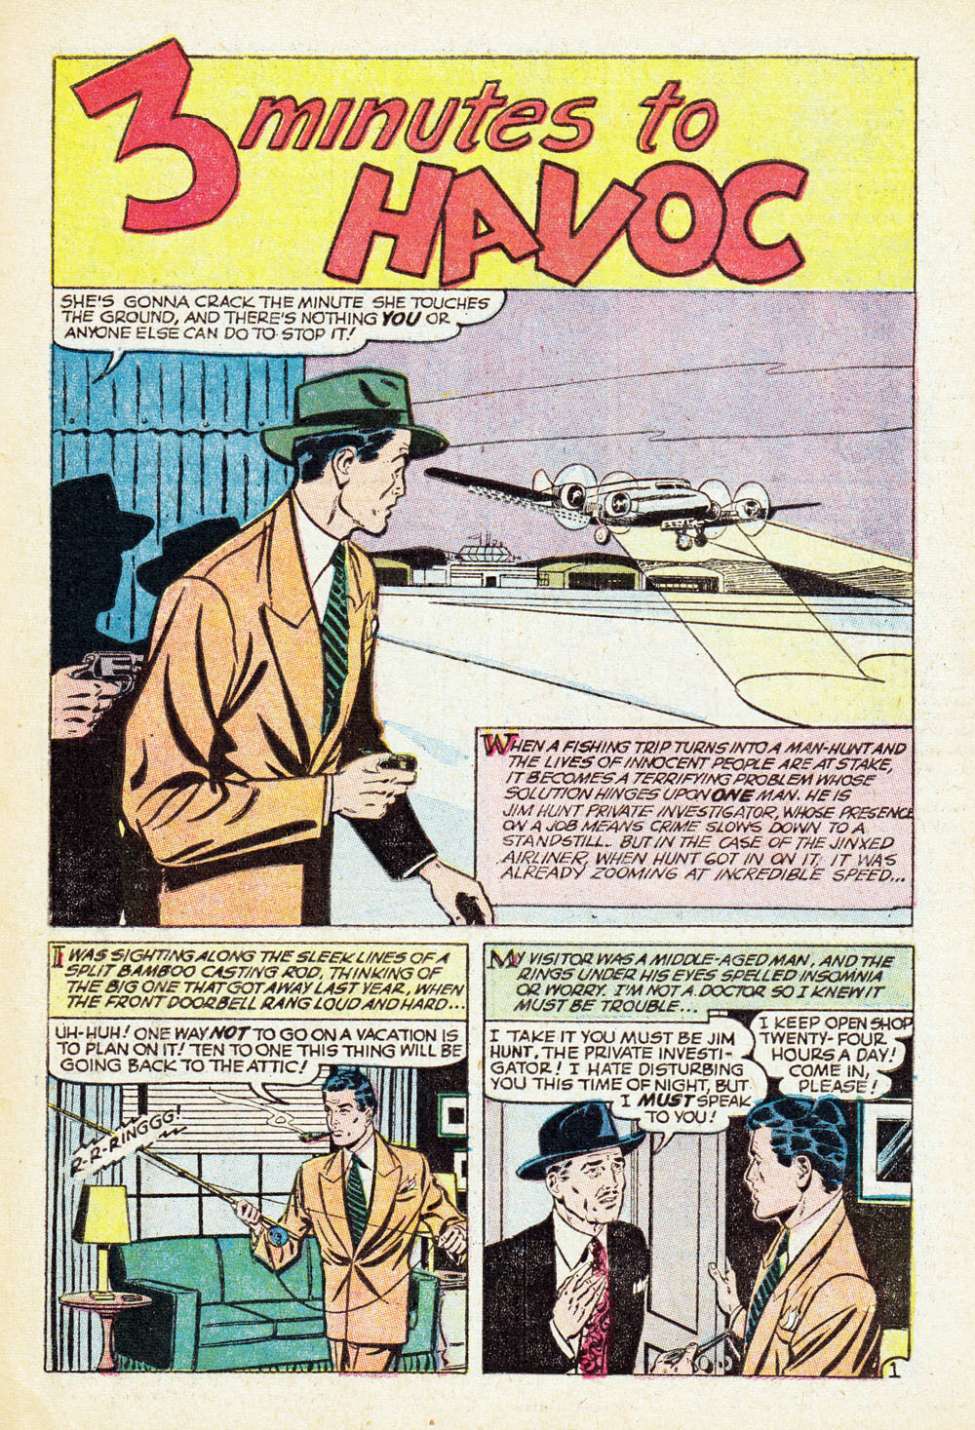 3 minutes to
HAVOC
SHE'S GONNA CRACK THE MINUTE SHE TOUCHES
THE GROUND, AND THERE'S NOTHING YOU OR
ANYONE ELSE CAN DO TO STOP IT!
WHEN A FISHING TRIP TURNS INTO A MAN-HUNT AND
THE LIVES OF INNOCENT PEOPLE ARE AT STAKE,
IT BECOMES A TERRIFYING PROBLEM WHOSE
SOLUTION HINGES UPON ONE MAN. HE IS
JIM HUNT PRIVATE INVESTIGATOR, WHOSE PRESENCE
ON A JOB MEANS CRIME SLOWS DOWN TO A
STANDSTILL. BUT IN THE CASE OF THE JINXED
AIRLINER, WHEN HUNT GOT IN ON IT, IT WAS
ALREADY ZOOMING AT INCREDIBLE SPEED...
I WAS SIGHTING ALONG THE SLEEK LINES OF A
SPLIT BAMBOO CASTING ROD, THINKING OF
THE BIG ONE THAT GOT AWAY LAST YEAR, WHEN
THE FRONT DOORBELL RANG LOUD AND HARD...
UH-HUH! ONE WAY NOT TO GO ON A VACATION IS
TO PLAN ON IT! TEN TO ONE THIS THING WILL BE
GOING BACK TO THE ATTIC!
R-R-RINGGG!
MY VISITOR WAS A MIDDLE-AGED MAN, AND THE
RINGS UNDER HIS EYES SPELLED INSOMNIA
OR WORRY. I'M NOT A DOCTOR SO I KNEW IT
MUST BE TROUBLE...
I TAKE IT YOU MUST BE JIM
HUNT, THE PRIVATE INVESTI-
GATOR! I HATE DISTURBING
YOU THIS TIME OF NIGHT, BUT
I MUST SPEAK
TO YOU!
I KEEP OPEN SHOP
TWENTY-FOUR
HOURS A DAY!
COME IN,
PLEASE!
1